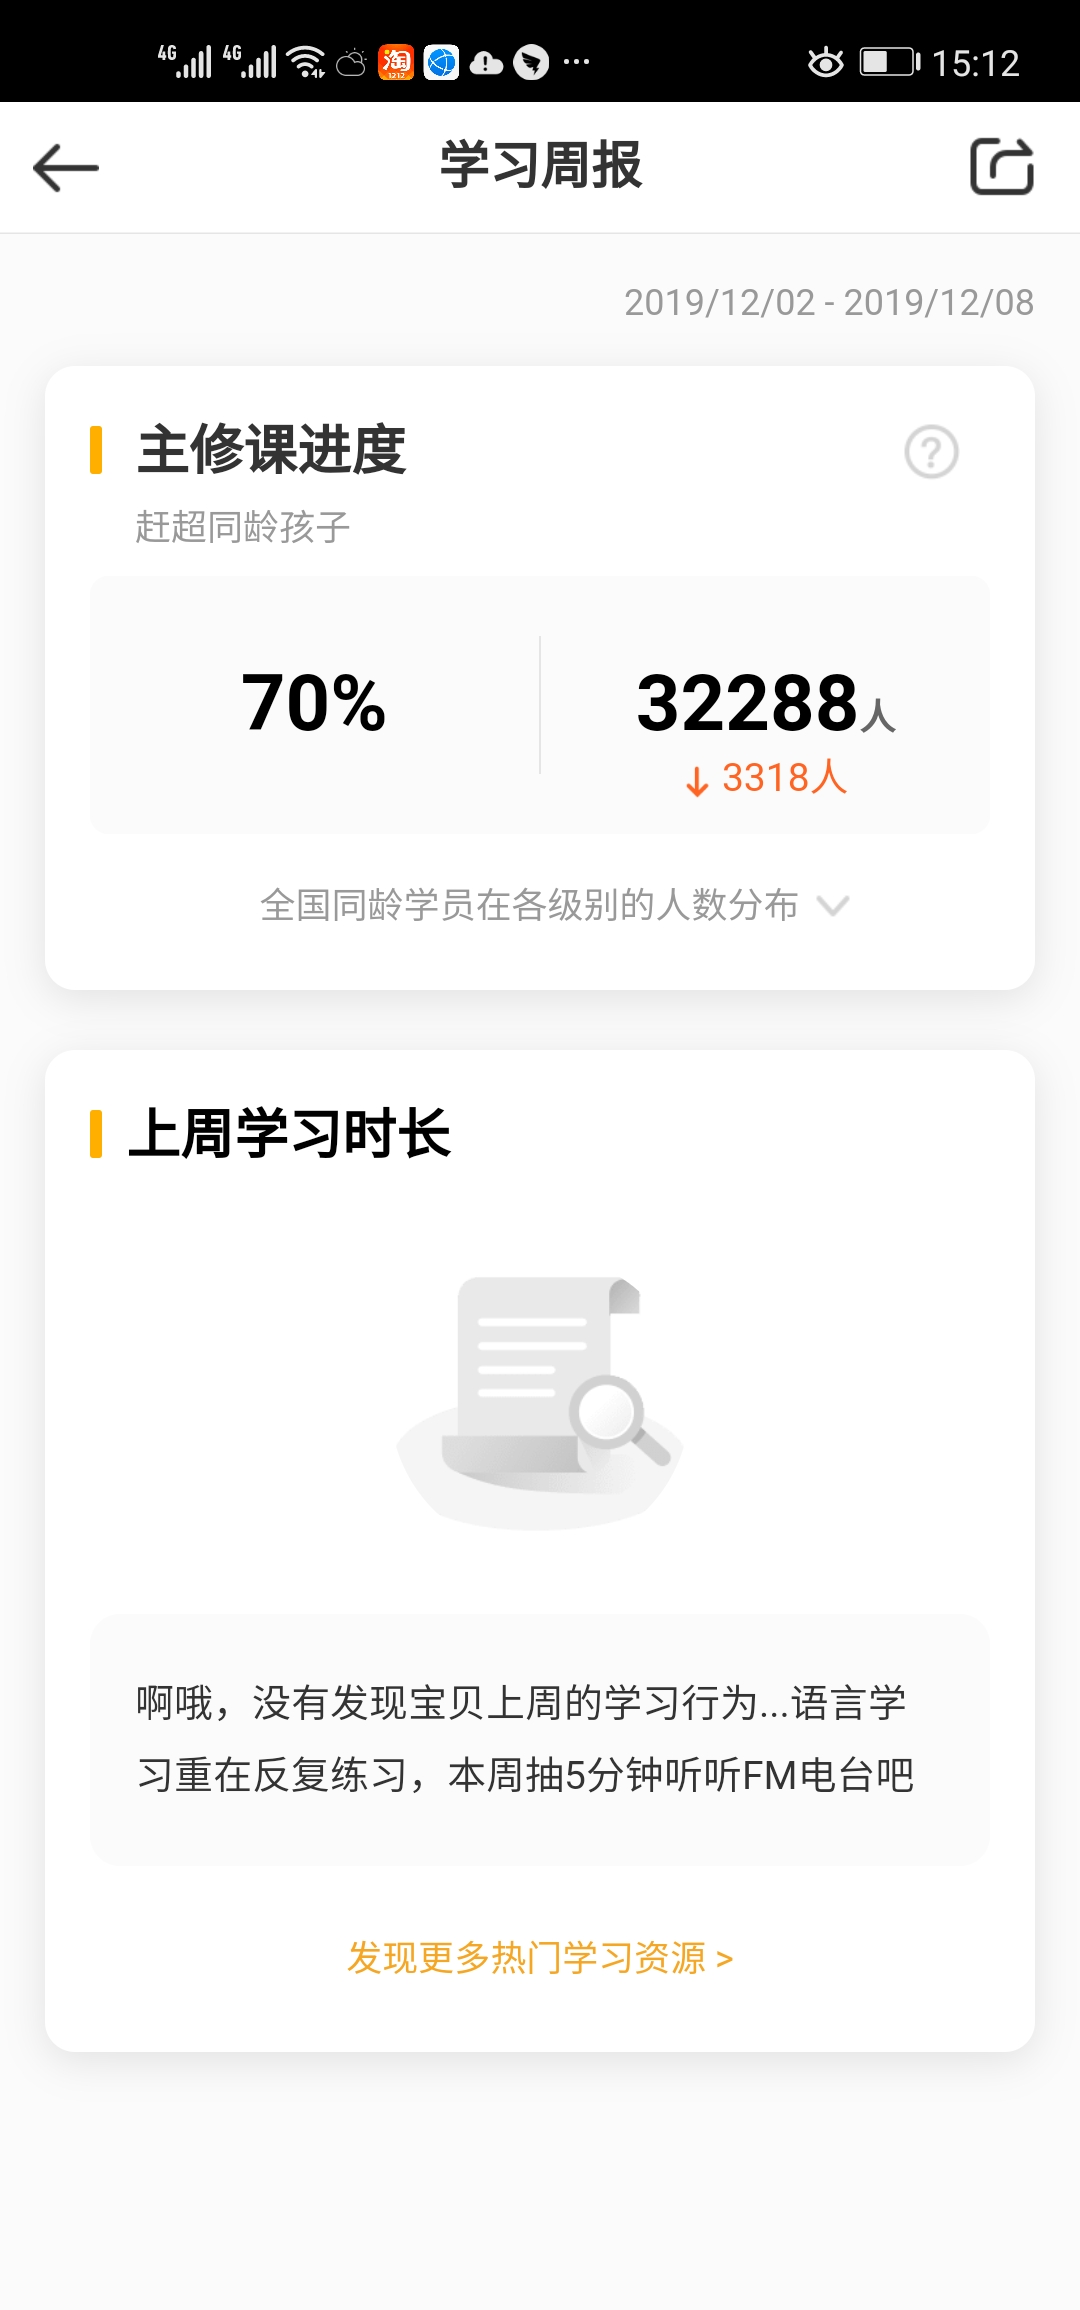 4G 4G 淘 1212 ... 15:12
学习周报
2019/12/02 - 2019/12/08
主修课进度
?
赶超同龄孩子
70%
32288人
↓ 3318人
全国同龄学员在各级别的人数分布
上周学习时长
啊哦，没有发现宝贝上周的学习行为...语言学
习重在反复练习，本周抽5分钟听听FM电台吧
发现更多热门学习资源 >